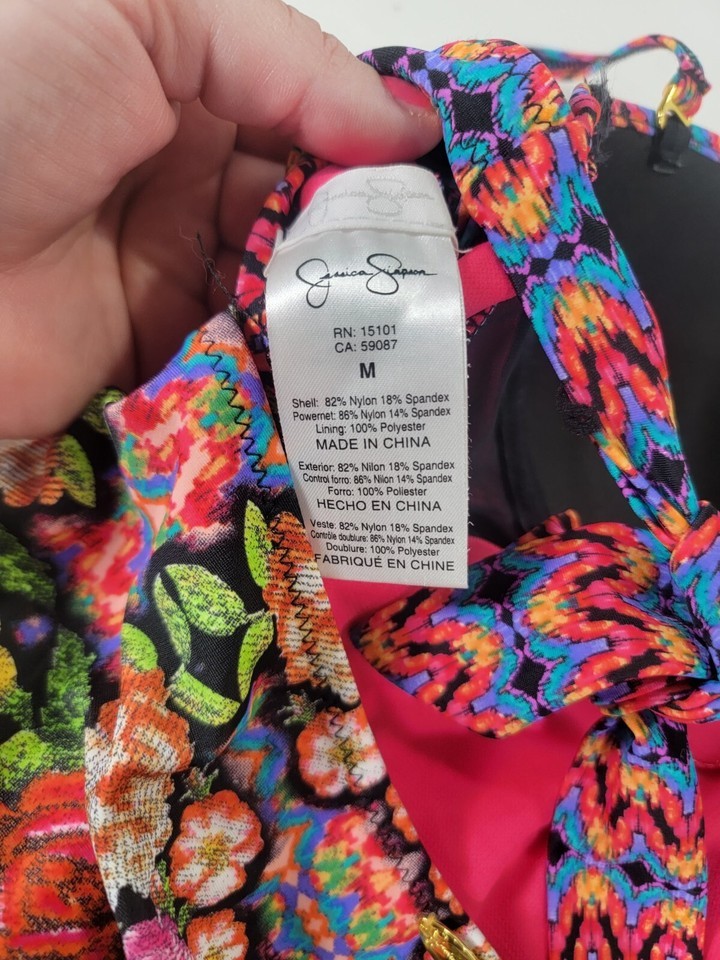 Jessica Simpson
Jessica Simpson
RN: 15101
CA: 59087
M
Shell: 82% Nylon 18% Spandex
Powernet: 86% Nylon 14% Spandex
Lining: 100% Polyester
MADE IN CHINA
Exterior: 82% Nilon 18% Spandex
Control forro: 86% Nilon 14% Spandex
Forro: 100% Poliester
HECHO EN CHINA
Veste: 82% Nylon 18% Spandex
Contrôle doublure: 86% Nylon 14% Spandex
Doublure: 100% Polyester
FABRIQUÉ EN CHINE